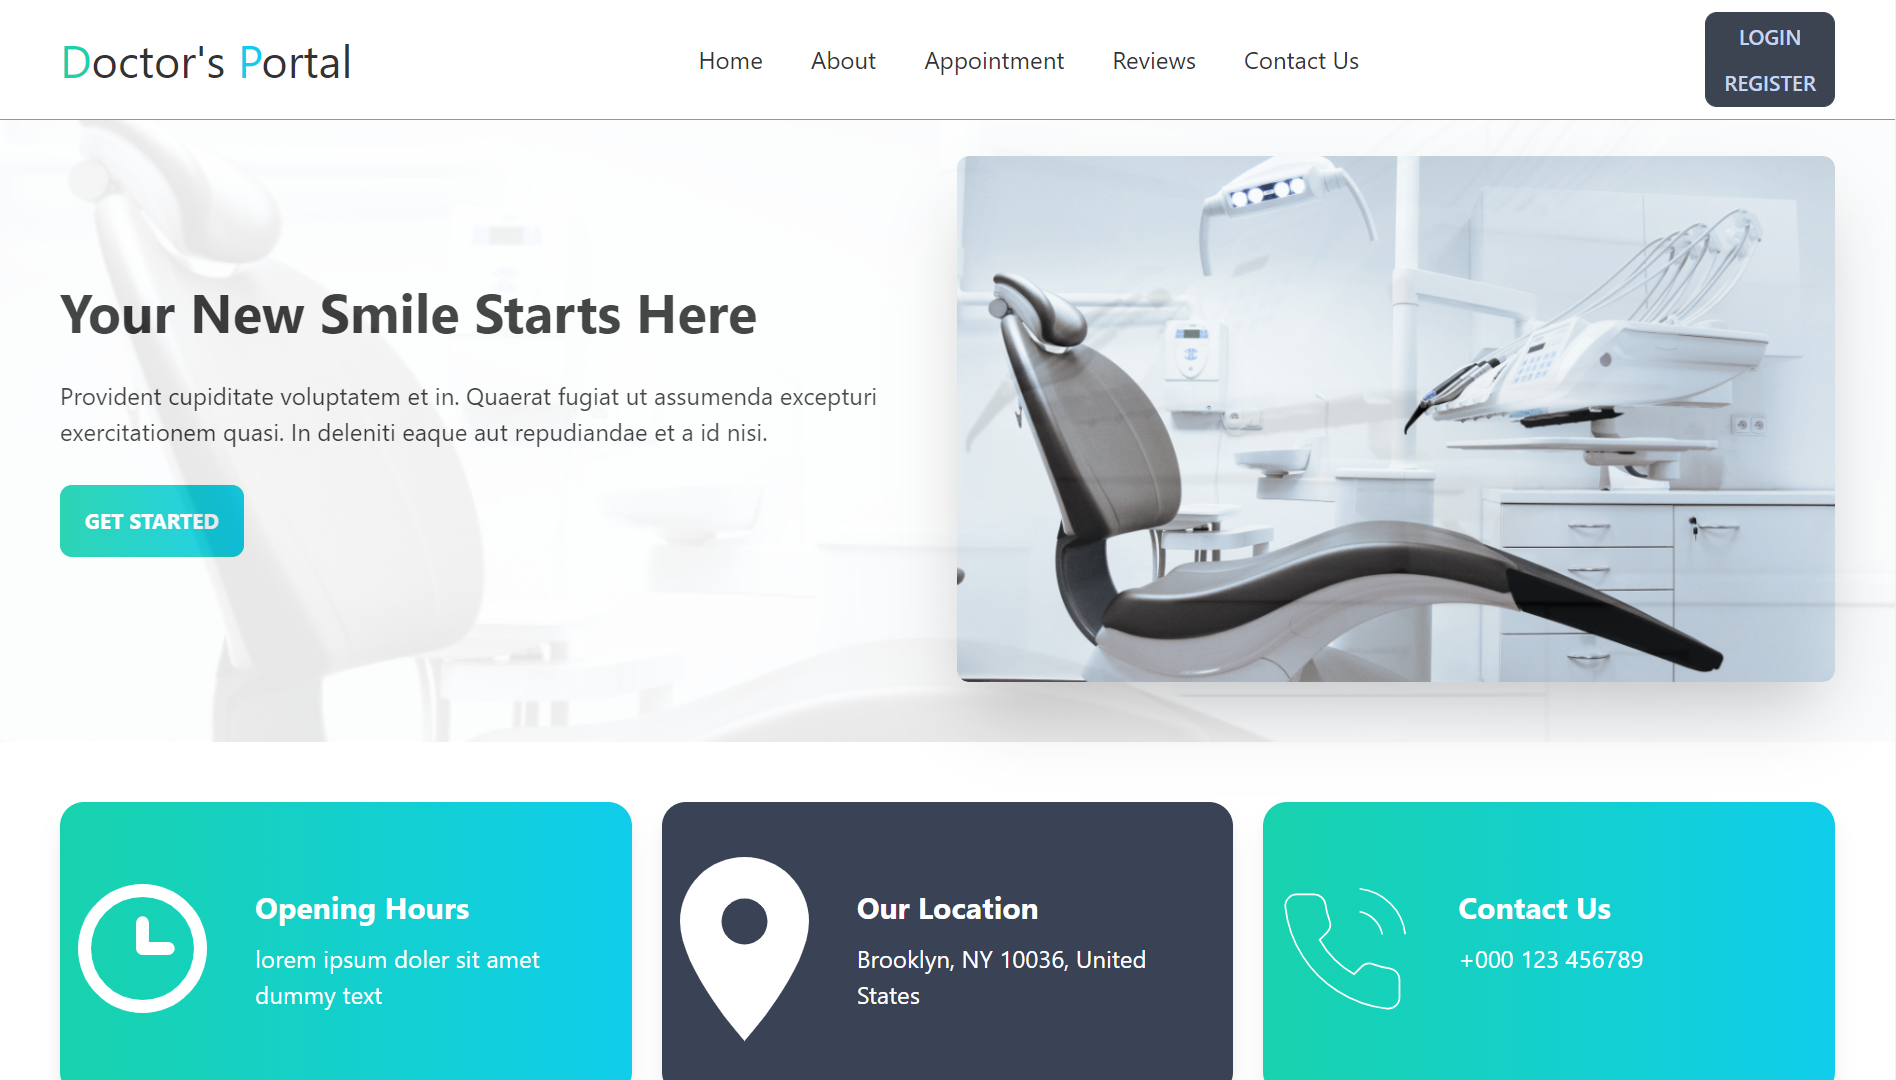 Doctor's Portal
Home About Appointment Reviews Contact Us
LOGIN
REGISTER
Your New Smile Starts Here
Provident cupiditate voluptatem et in. Quaerat fugiat ut assumenda excepturi
exercitationem quasi. In deleniti eaque aut repudiandae et a id nisi.
GET STARTED
Opening Hours
lorem ipsum doler sit amet
dummy text
Our Location
Brooklyn, NY 10036, United
States
Contact Us
+000 123 456789